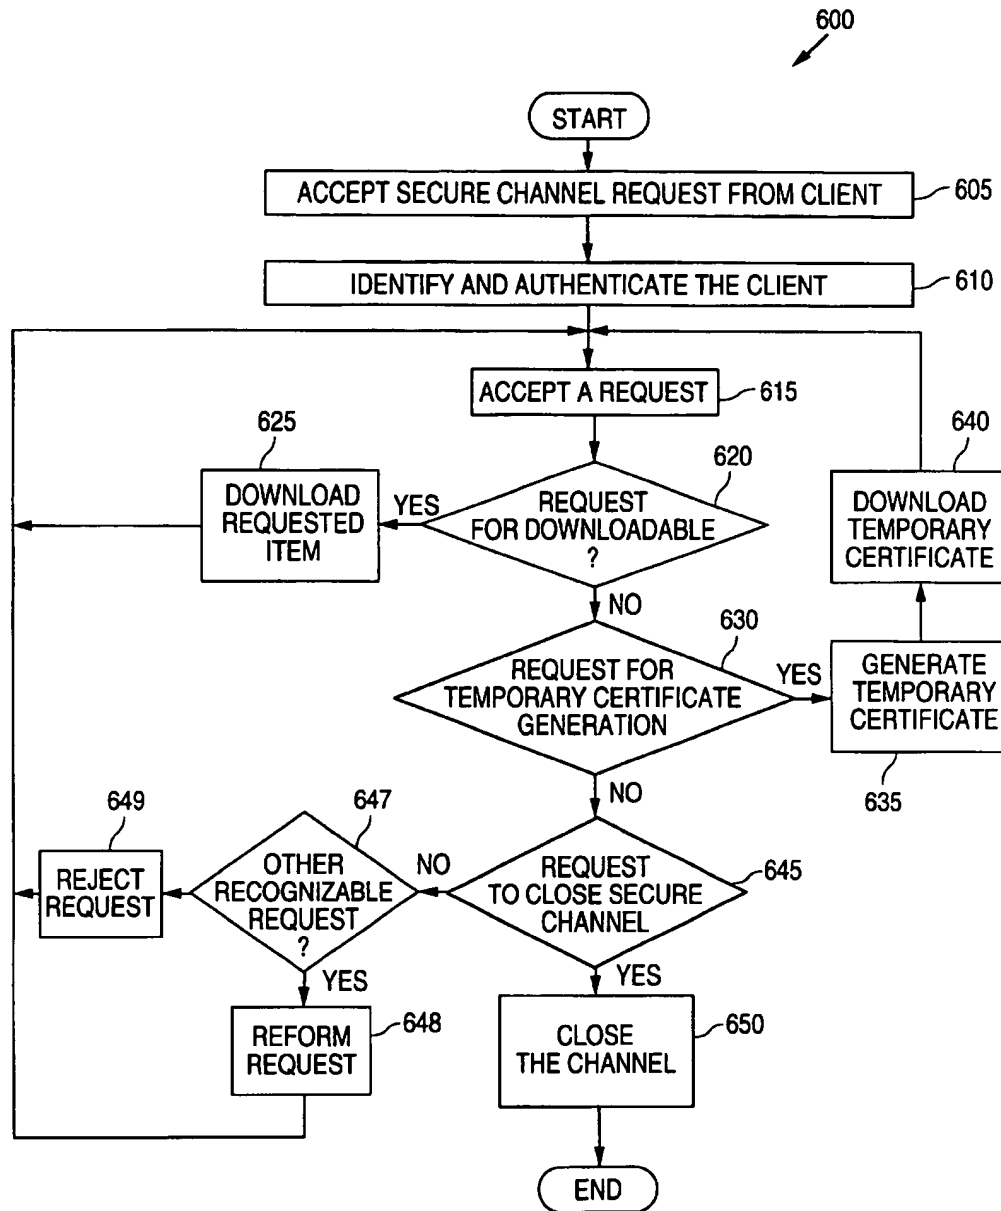 600
START
ACCEPT SECURE CHANNEL REQUEST FROM CLIENT
605
IDENTIFY AND AUTHENTICATE THE CLIENT
610
ACCEPT A REQUEST
615
625
DOWNLOAD
REQUESTED
ITEM
YES
620
REQUEST
FOR DOWNLOADABLE
?
640
DOWNLOAD
TEMPORARY
CERTIFICATE
NO
630
REQUEST FOR
TEMPORARY CERTIFICATE
GENERATION
YES
GENERATE
TEMPORARY
CERTIFICATE
635
NO
649
REJECT
REQUEST
647
OTHER
RECOGNIZABLE
REQUEST
?
NO
REQUEST
TO CLOSE SECURE
CHANNEL
645
YES
REFORM
REQUEST
648
YES
CLOSE
THE CHANNEL
650
END